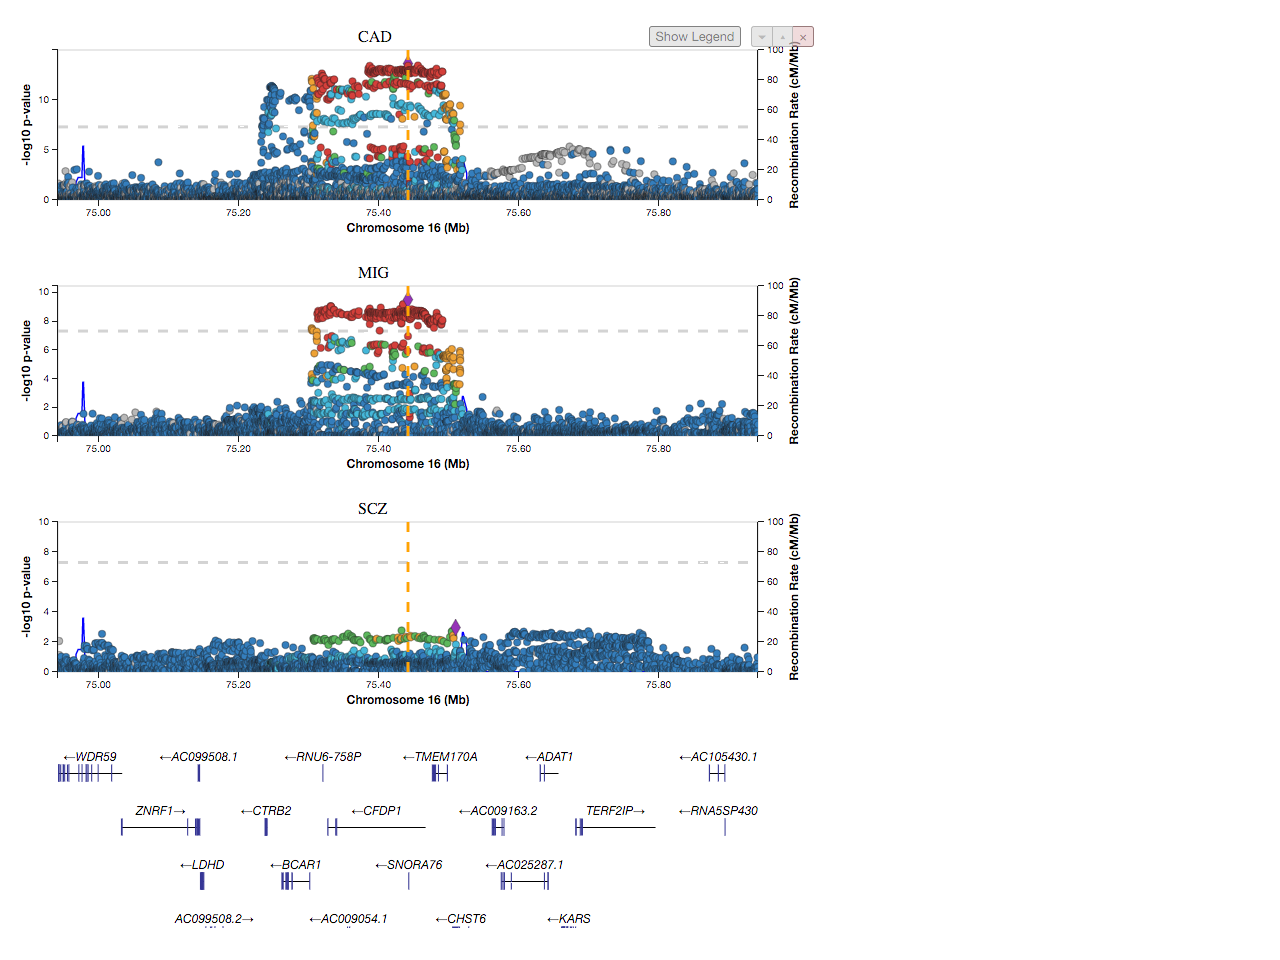 CAD
Show Legend
-log10 p-value
10
5
0
100
80
60
40
20
0
Recombination Rate (cM/Mb)
75.00 75.20 75.40 75.60 75.80
Chromosome 16 (Mb)
MIG
-log10 p-value
10
8
6
4
2
0
100
80
60
40
20
0
Recombination Rate (cM/Mb)
75.00 75.20 75.40 75.60 75.80
Chromosome 16 (Mb)
SCZ
-log10 p-value
10
8
6
4
2
0
100
80
60
40
20
0
Recombination Rate (cM/Mb)
75.00 75.20 75.40 75.60 75.80
Chromosome 16 (Mb)
←WDR59 ←AC099508.1 ←RNU6-758P ←TMEM170A ←ADAT1 ←AC105430.1
ZNRF1→ ←CTRB2 ←CFDP1 ←AC009163.2 TERF2IP→ ←RNA5SP430
←LDHD ←BCAR1 ←SNORA76 ←AC025287.1
AC099508.2→ ←AC009054.1 ←CHST6 ←KARS